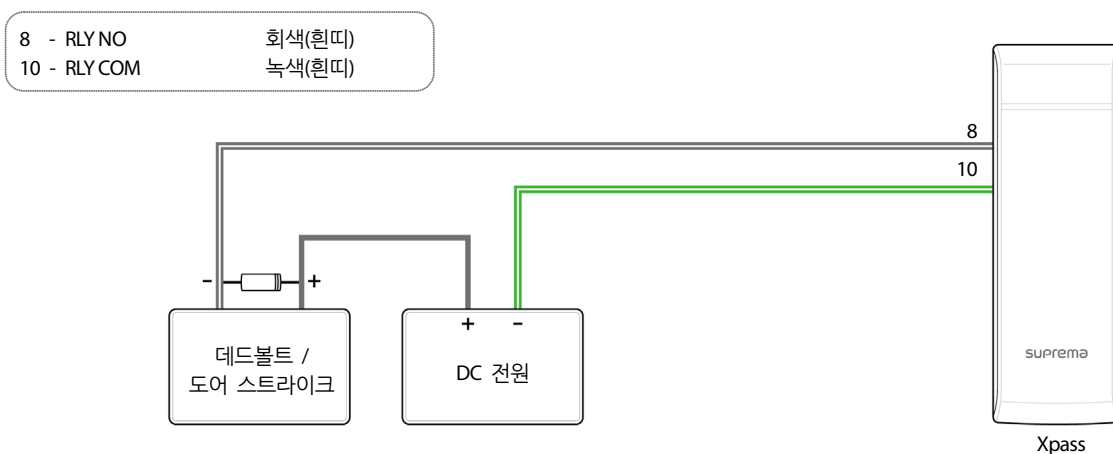 8 - RLY NO 회색(흰띠)
10 - RLY COM 녹색(흰띠)
8
10
- +
+ -
데드볼트 /
도어 스트라이크
DC 전원
suprema
Xpass